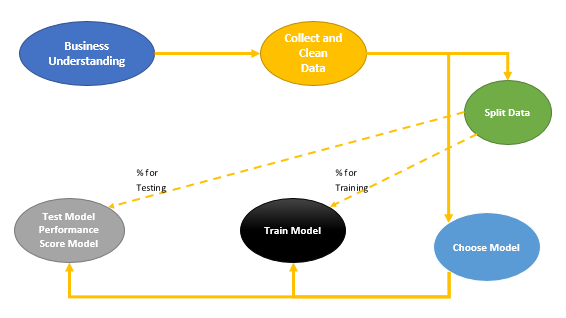 Business
Understanding
Collect and
Clean
Data
Split Data
% for
Testing
% for
Training
Test Model
Performance
Score Model
Train Model
Choose Model